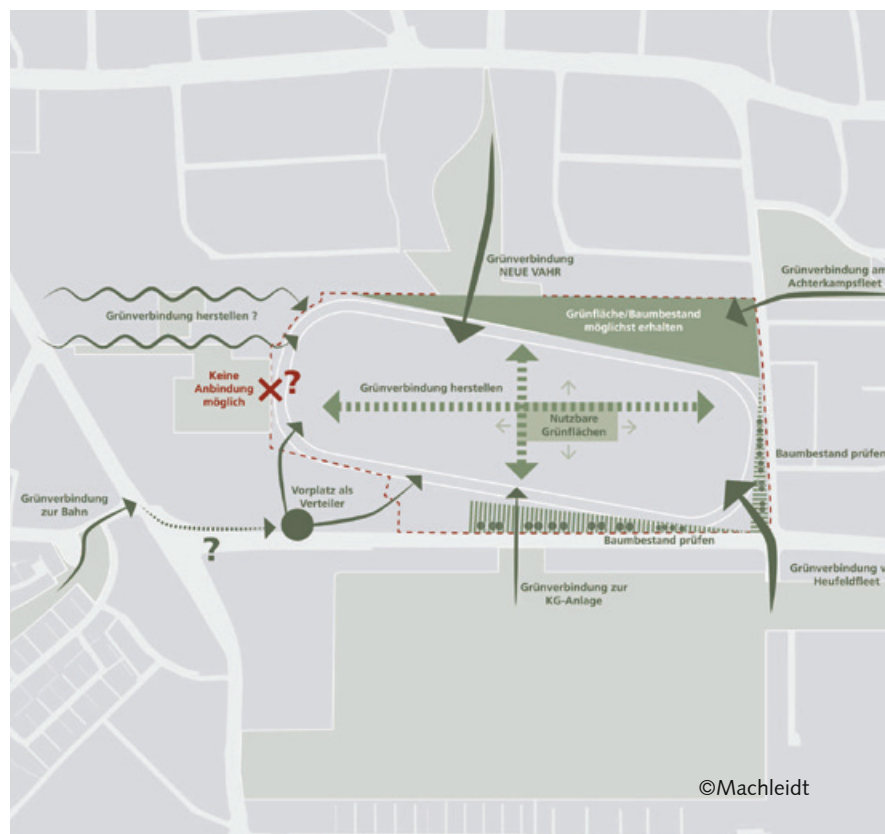 Grünverbindung
NEUE VAHR
Grünverbindung am
Achterkampsfleet
Grünverbindung herstellen ?
Grünfläche/Baumbestand
möglichst erhalten
Keine
Anbindung
möglich
?
Grünverbindung herstellen
Nutzbare
Grünflächen
Baumbestand prüfen
Grünverbindung
zur Bahn
Vorplatz als
Verteiler
?
Baumbestand prüfen
Grünverbindung zur
KG-Anlage
Grünverbindung v
Heufeldfleet
©Machleidt